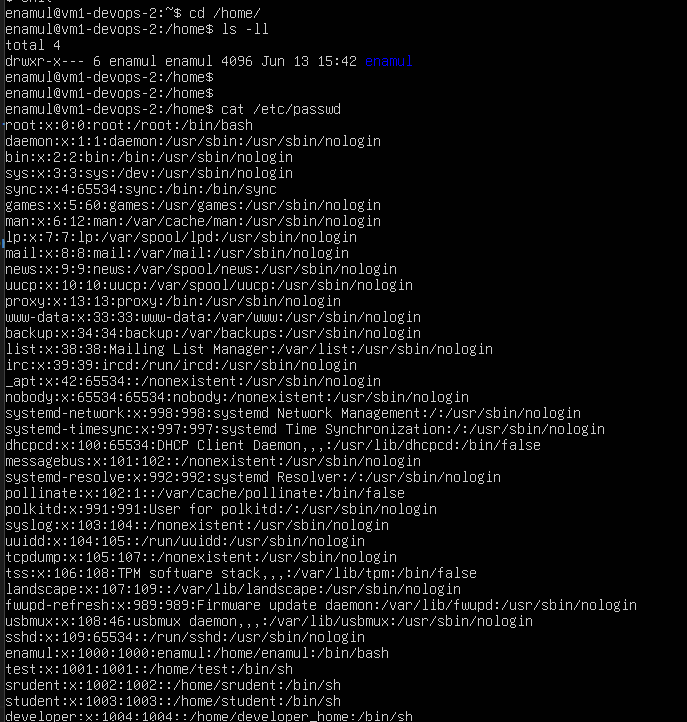 enamul@vm1-devops-2:~$ cd /home/
enamul@vm1-devops-2:/home$ ls -ll
total 4
drwxr-x--- 6 enamul enamul 4096 Jun 13 15:42 enamul
enamul@vm1-devops-2:/home$
enamul@vm1-devops-2:/home$
enamul@vm1-devops-2:/home$ cat /etc/passwd
root:x:0:0:root:/root:/bin/bash
daemon:x:1:1:daemon:/usr/sbin:/usr/sbin/nologin
bin:x:2:2:bin:/bin:/usr/sbin/nologin
sys:x:3:3:sys:/dev:/usr/sbin/nologin
sync:x:4:65534:sync:/bin:/bin/sync
games:x:5:60:games:/usr/games:/usr/sbin/nologin
man:x:6:12:man:/var/cache/man:/usr/sbin/nologin
lp:x:7:7:lp:/var/spool/lpd:/usr/sbin/nologin
mail:x:8:8:mail:/var/mail:/usr/sbin/nologin
news:x:9:9:news:/var/spool/news:/usr/sbin/nologin
uucp:x:10:10:uucp:/var/spool/uucp:/usr/sbin/nologin
proxy:x:13:13:proxy:/bin:/usr/sbin/nologin
www-data:x:33:33:www-data:/var/www:/usr/sbin/nologin
backup:x:34:34:backup:/var/backups:/usr/sbin/nologin
list:x:38:38:Mailing List Manager:/var/list:/usr/sbin/nologin
irc:x:39:39:ircd:/run/ircd:/usr/sbin/nologin
_apt:x:42:65534::/nonexistent:/usr/sbin/nologin
nobody:x:65534:65534:nobody:/nonexistent:/usr/sbin/nologin
systemd-network:x:998:998:systemd Network Management:/:/usr/sbin/nologin
systemd-timesync:x:997:997:systemd Time Synchronization:/:/usr/sbin/nologin
dhcpcd:x:100:65534:DHCP Client Daemon,,,:/usr/lib/dhcpcd:/bin/false
messagebus:x:101:102::/nonexistent:/usr/sbin/nologin
systemd-resolve:x:992:992:systemd Resolver:/:/usr/sbin/nologin
pollinate:x:102:1::/var/cache/pollinate:/bin/false
polkitd:x:991:991:User for polkitd:/:/usr/sbin/nologin
syslog:x:103:104::/nonexistent:/usr/sbin/nologin
uuidd:x:104:105::/run/uuidd:/usr/sbin/nologin
tcpdump:x:105:107::/nonexistent:/usr/sbin/nologin
tss:x:106:108:TPM software stack,,,:/var/lib/tpm:/bin/false
landscape:x:107:109::/var/lib/landscape:/usr/sbin/nologin
fwupd-refresh:x:989:989:Firmware update daemon:/var/lib/fwupd:/usr/sbin/nologin
usbmux:x:108:46:usbmux daemon,,,:/var/lib/usbmux:/usr/sbin/nologin
sshd:x:109:65534::/run/sshd:/usr/sbin/nologin
enamul:x:1000:1000:enamul:/home/enamul:/bin/bash
test:x:1001:1001::/home/test:/bin/sh
srudent:x:1002:1002::/home/srudent:/bin/sh
student:x:1003:1003::/home/student:/bin/sh
developer:x:1004:1004::/home/developer_home:/bin/sh